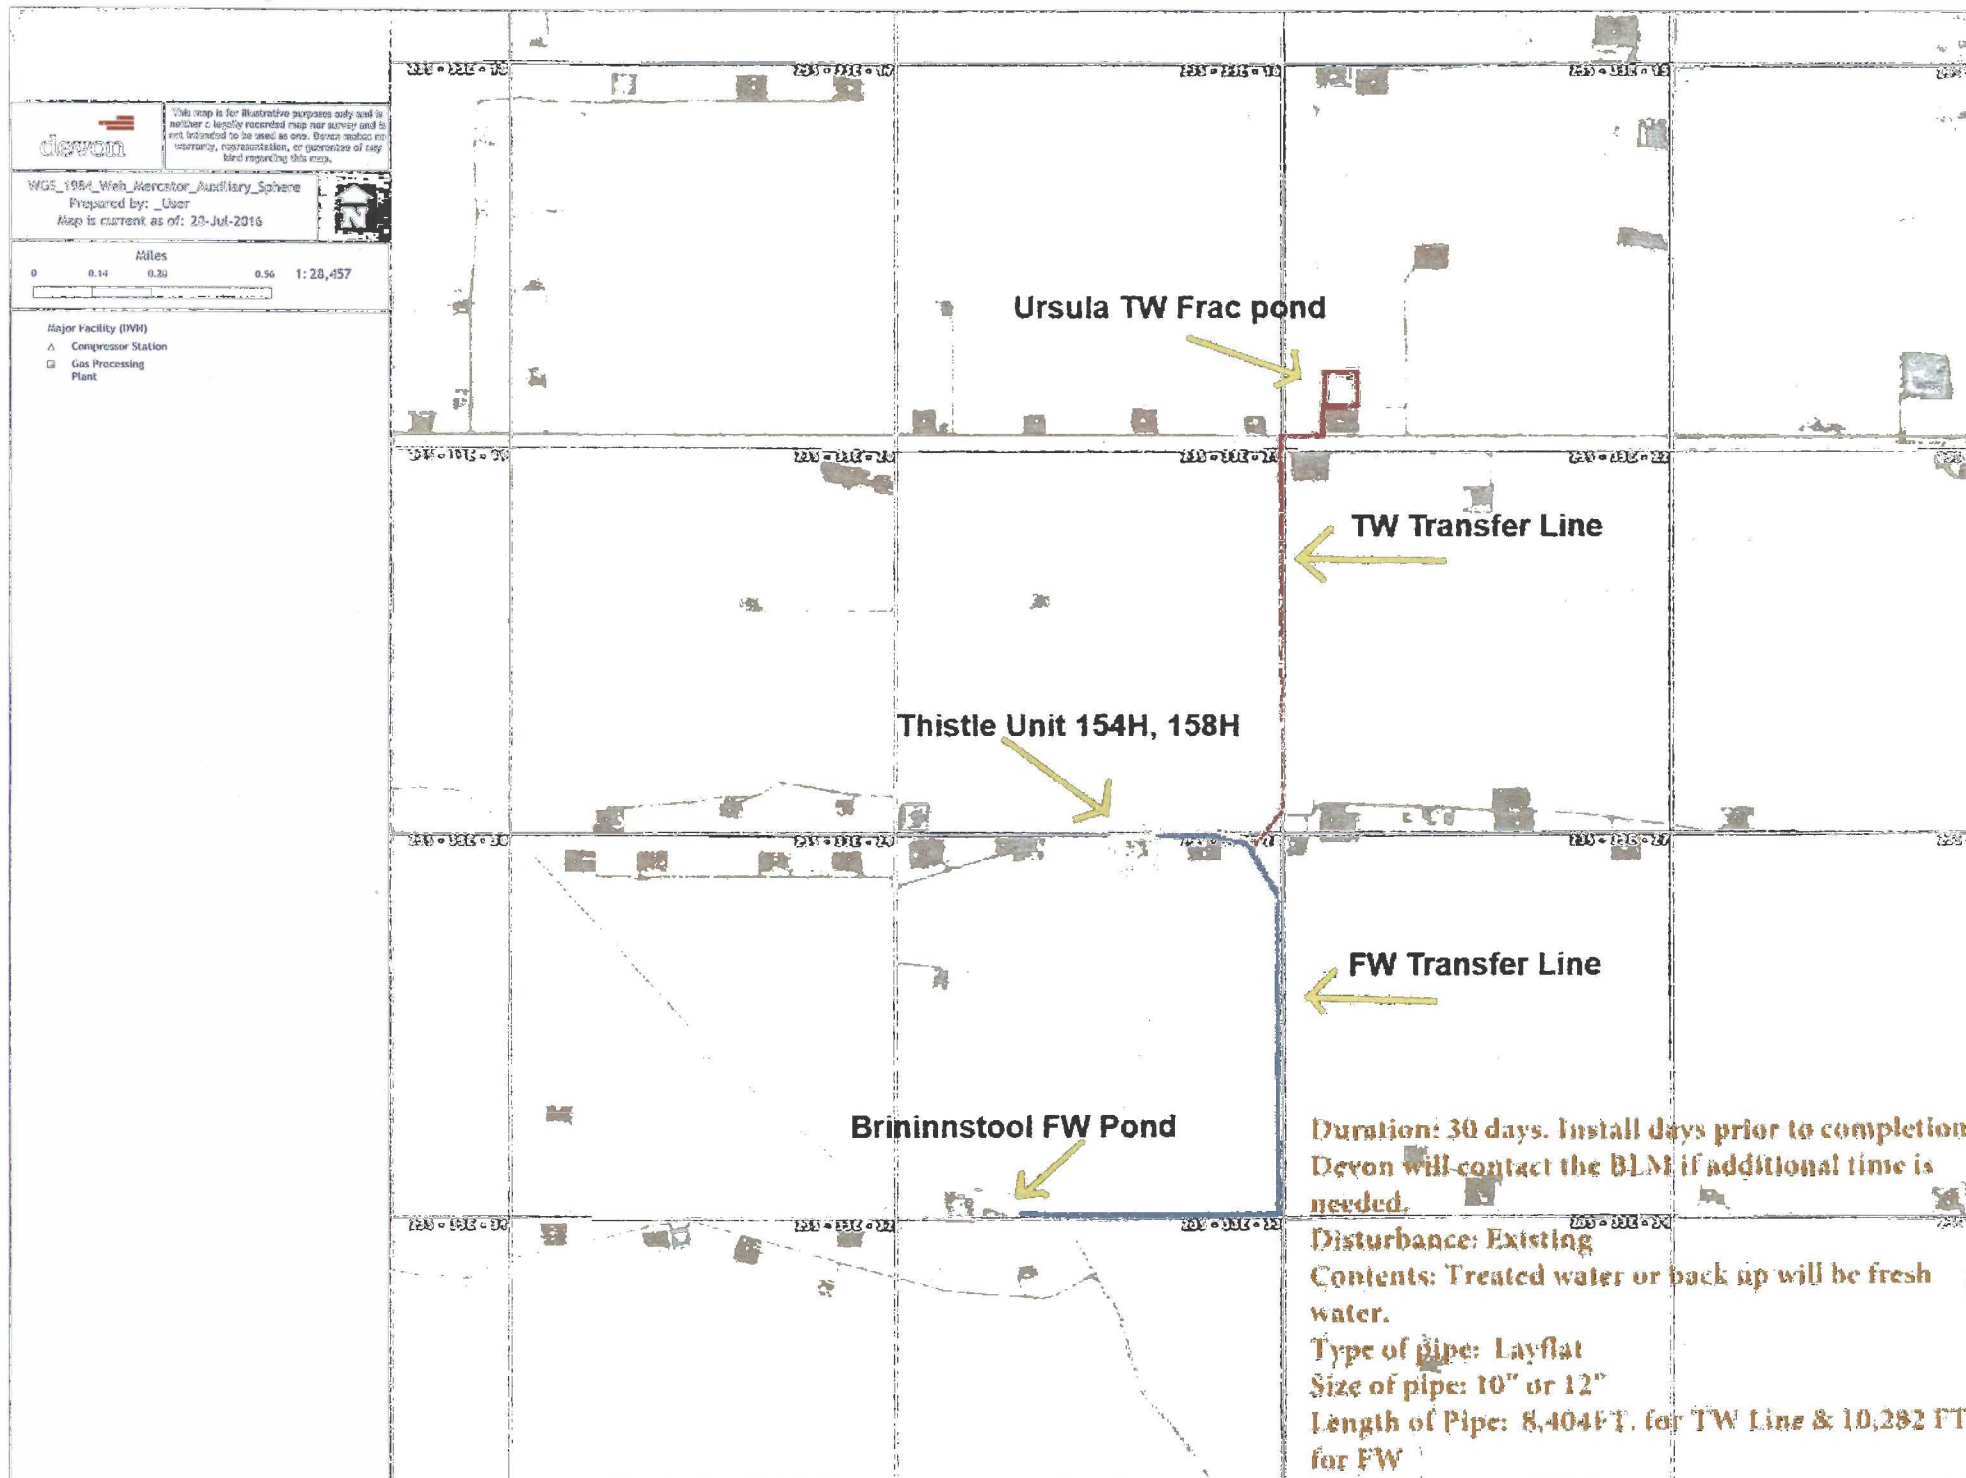 devon
This map is for illustrative purposes only and is
neither a legally recorded map nor survey and is
not intended to be used as one. Devon makes no
warranty, representation, or guarantee of any
kind regarding this map.
WGS_1984_Web_Mercator_Auxiliary_Sphere
Prepared by: _User
Map is current as of: 20-Jul-2016
N
Miles
0 0.14 0.28 0.56 1: 28,457
Major Facility (DVN)
Compressor Station
Gas Processing
Plant
Ursula TW Frac pond
TW Transfer Line
Thistle Unit 154H, 158H
FW Transfer Line
Brininnstool FW Pond
Duration: 30 days. Install days prior to completion
Devon will contact the BLM if additional time is
needed.
Disturbance: Existing
Contents: Treated water or back up will be fresh
water.
Type of pipe: Layflat
Size of pipe: 10" or 12"
Length of Pipe: 8,404FT. for TW Line & 10,282 FT
for FW